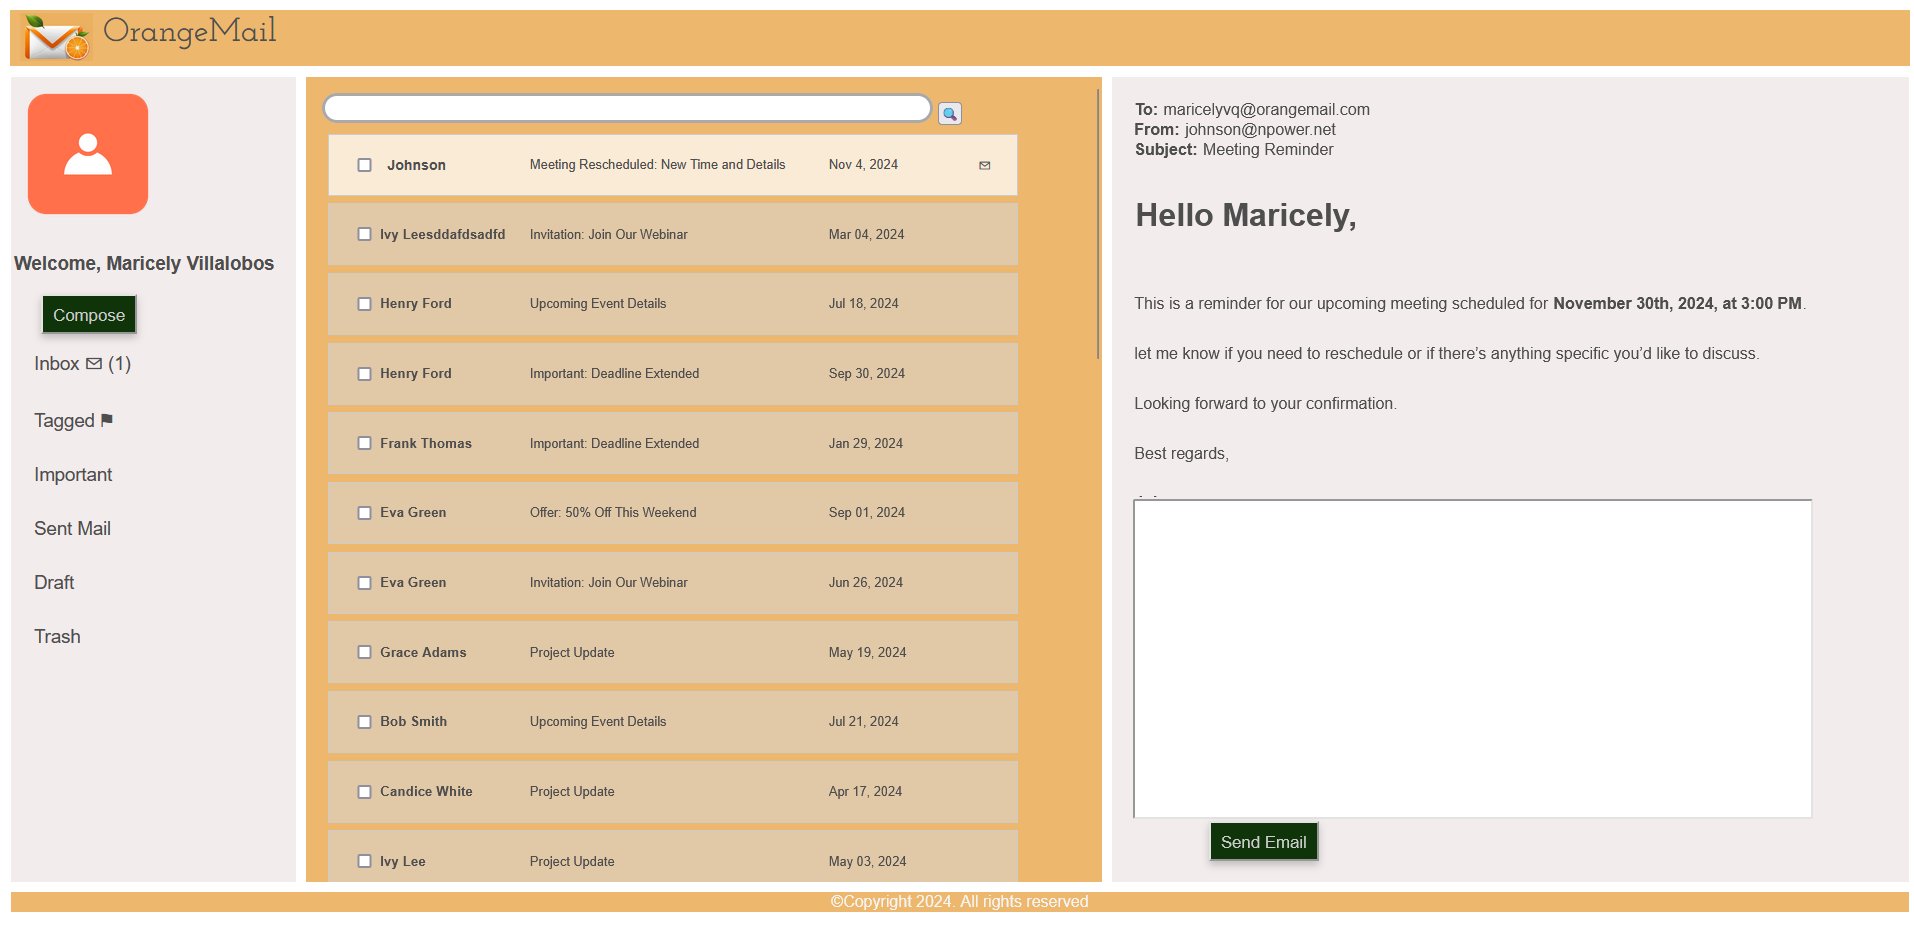 OrangeMail
Welcome, Maricely Villalobos
Compose
Inbox (1)
Tagged
Important
Sent Mail
Draft
Trash
Johnson Meeting Rescheduled: New Time and Details Nov 4, 2024
Ivy Leesddafdsadfd Invitation: Join Our Webinar Mar 04, 2024
Henry Ford Upcoming Event Details Jul 18, 2024
Henry Ford Important: Deadline Extended Sep 30, 2024
Frank Thomas Important: Deadline Extended Jan 29, 2024
Eva Green Offer: 50% Off This Weekend Sep 01, 2024
Eva Green Invitation: Join Our Webinar Jun 26, 2024
Grace Adams Project Update May 19, 2024
Bob Smith Upcoming Event Details Jul 21, 2024
Candice White Project Update Apr 17, 2024
Ivy Lee Project Update May 03, 2024
To: maricelyvq@orangemail.com
From: johnson@npower.net
Subject: Meeting Reminder
Hello Maricely,
This is a reminder for our upcoming meeting scheduled for November 30th, 2024, at 3:00 PM.
let me know if you need to reschedule or if there’s anything specific you’d like to discuss.
Looking forward to your confirmation.
Best regards,
Send Email
©Copyright 2024. All rights reserved